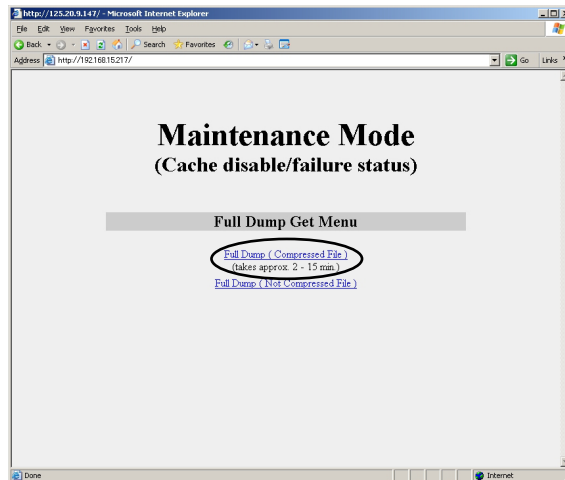 http://125.20.9.147/ - Microsoft Internet Explorer
File Edit View Favorites Tools Help
Back Search Favorites
Address http://192.168.15.217/ Go Links
Maintenance Mode
(Cache disable/failure status)
Full Dump Get Menu
Full Dump ( Compressed File )
(takes approx. 2 - 15 min.)
Full Dump ( Not Compressed File )
Done Internet